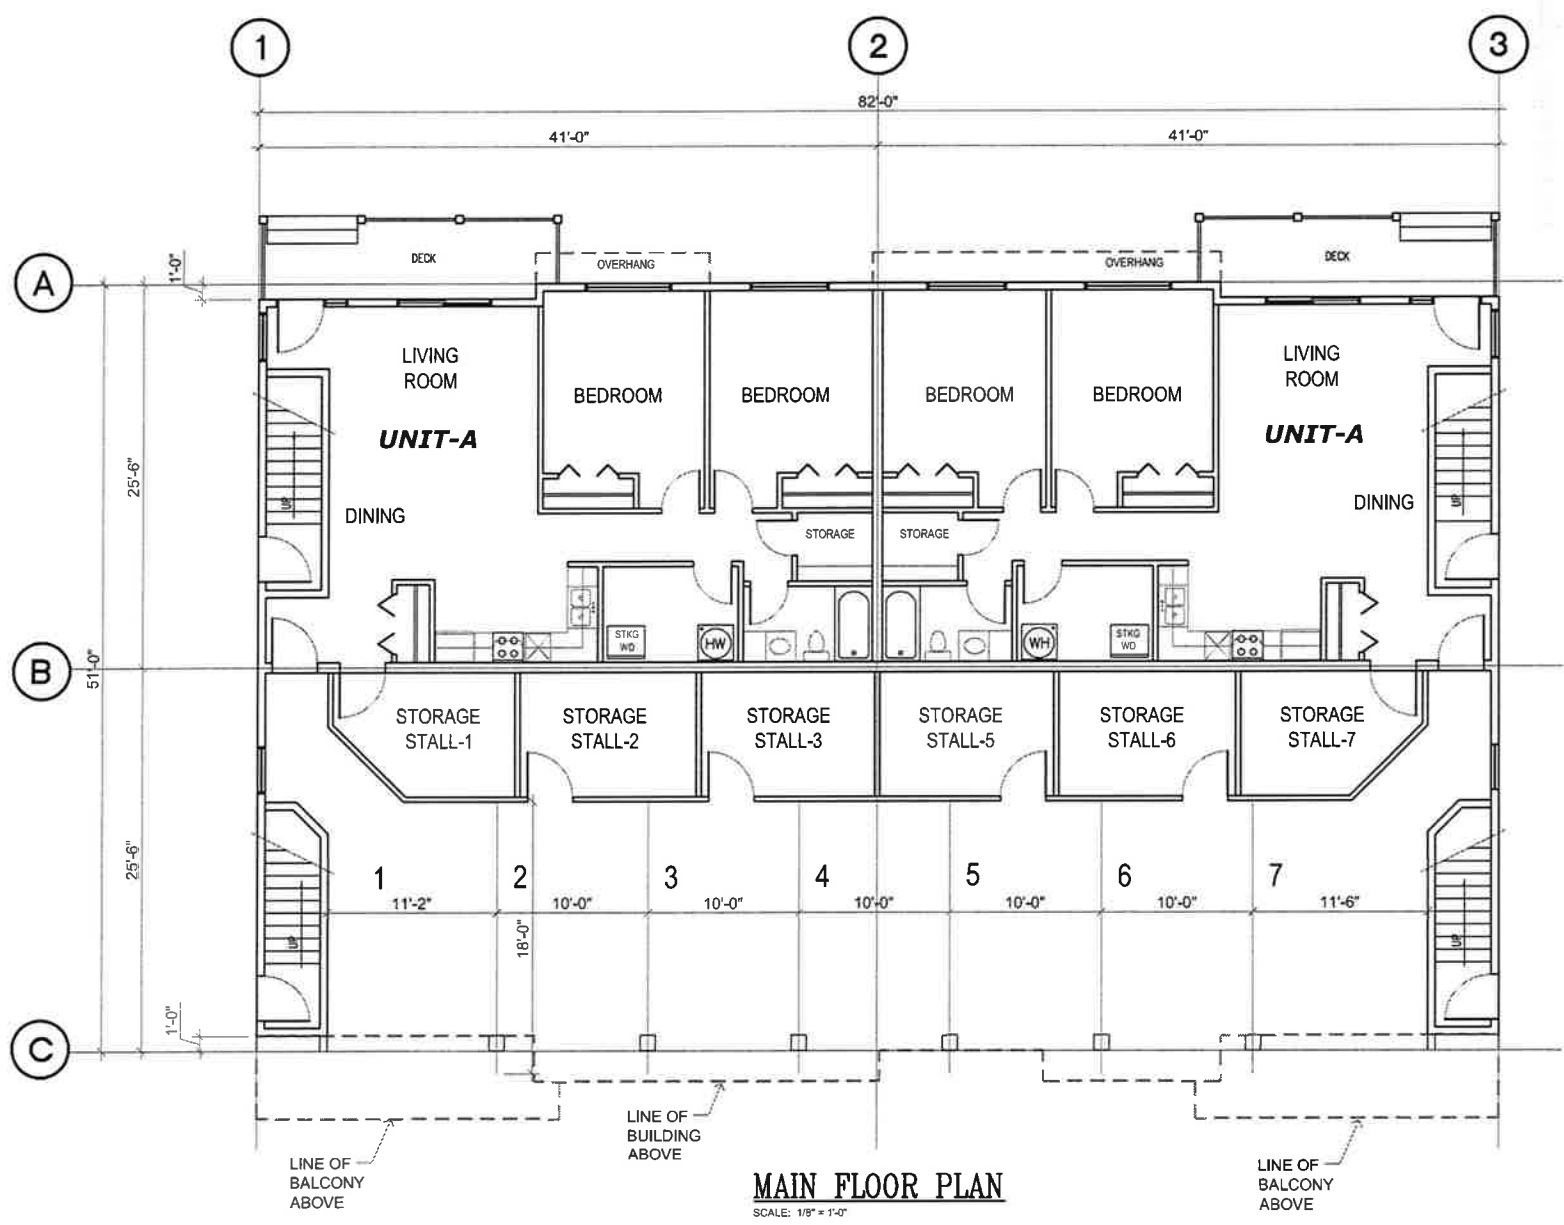 1
2
3
82'-0"
41'-0"
41'-0"
A
1'-0"
DECK
OVERHANG
OVERHANG
DECK
LIVING
ROOM
BEDROOM
BEDROOM
BEDROOM
BEDROOM
LIVING
ROOM
UNIT-A
UNIT-A
25'-6"
UP
DINING
STORAGE
STORAGE
DINING
UP
STKG
WD
HW
WH
STKG
WD
B
51'-0"
STORAGE
STALL-1
STORAGE
STALL-2
STORAGE
STALL-3
STORAGE
STALL-5
STORAGE
STALL-6
STORAGE
STALL-7
25'-6"
1
2
3
4
5
6
7
11'-2"
10'-0"
10'-0"
10'-0"
10'-0"
10'-0"
11'-6"
UP
18'-0"
UP
1'-0"
C
LINE OF
BUILDING
ABOVE
LINE OF
BALCONY
ABOVE
LINE OF
BALCONY
ABOVE
MAIN FLOOR PLAN
SCALE: 1/8" = 1'-0"